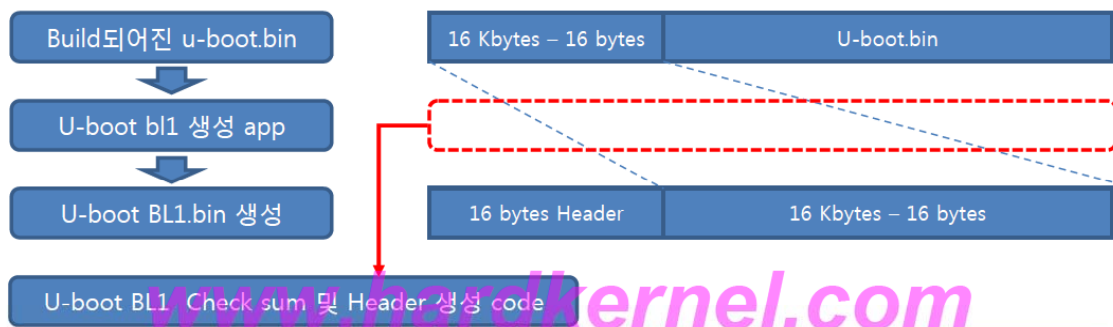 Build되어진 u-boot.bin
16 Kbytes – 16 bytes
U-boot.bin
U-boot bl1 생성 app
U-boot BL1.bin 생성
16 bytes Header
16 Kbytes – 16 bytes
U-boot BL1 Check sum 및 Header 생성 code
www.hardkernel.com